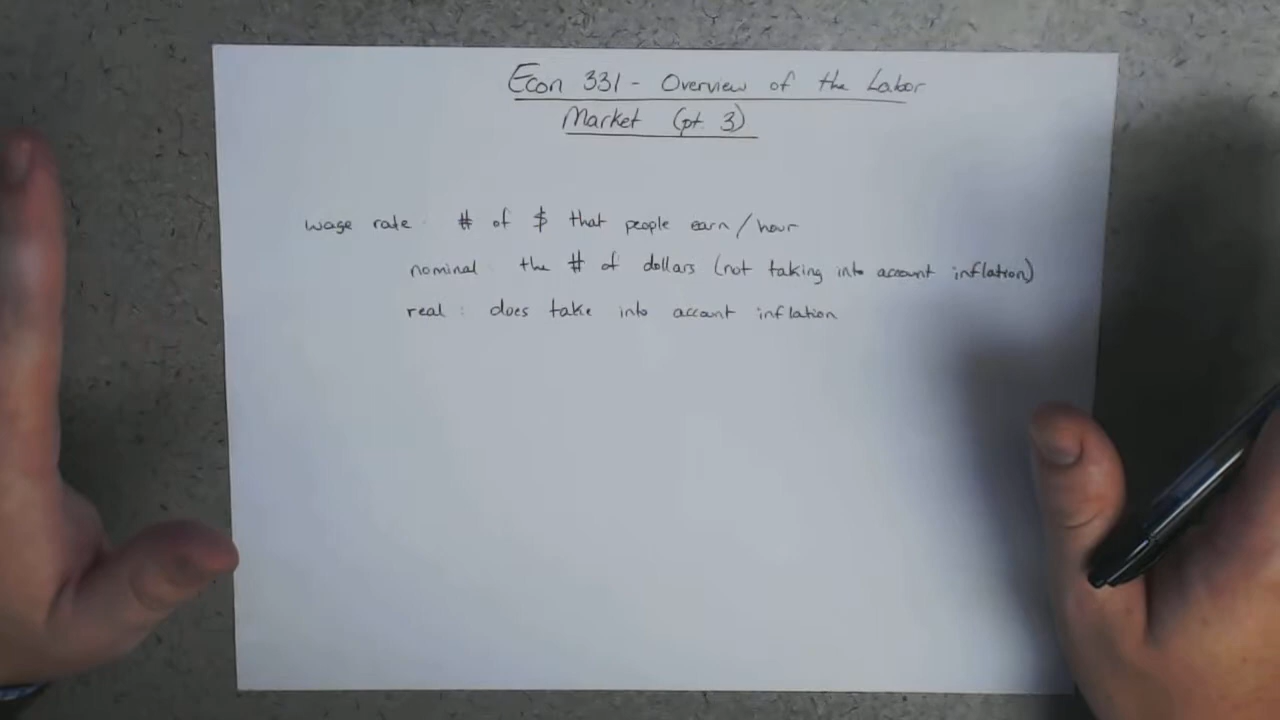 Econ 331 - Overview of the Labor
Market (pt. 3)
wage rate: # of $ that people earn/hour
nominal: the # of dollars (not taking into account inflation)
real: does take into account inflation